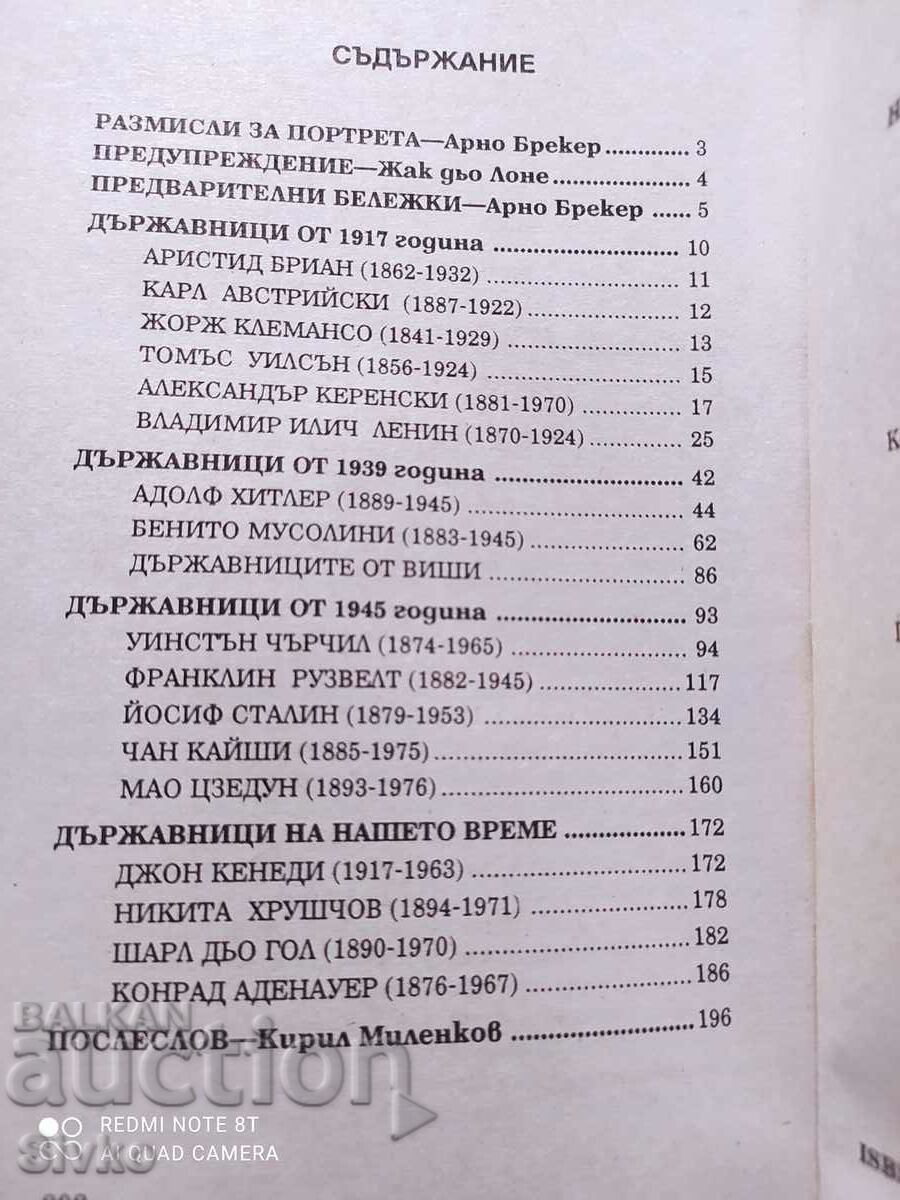 СЪДЪРЖАНИЕ
РАЗМИСЛИ ЗА ПОРТРЕТА—Арно Брекер............... 3
ПРЕДУПРЕЖДЕНИЕ—Жак дьо Лоне.................... 4
ПРЕДВАРИТЕЛНИ БЕЛЕЖКИ—Арно Брекер ...... 5
ДЪРЖАВНИЦИ ОТ 1917 година ............................ 10
АРИСТИД БРИАН (1862-1932) ............................. 11
КАРЛ АВСТРИЙСКИ (1887-1922) ....................... 12
ЖОРЖ КЛЕМАНСО (1841-1929) .......................... 13
ТОМЪС УИЛСЪН (1856-1924) ............................. 15
АЛЕКСАНДЪР КЕРЕНСКИ (1881-1970) ............... 17
ВЛАДИМИР ИЛИЧ ЛЕНИН (1870-1924) .............. 25
ДЪРЖАВНИЦИ ОТ 1939 година ............................ 42
АДОЛФ ХИТЛЕР (1889-1945) ................................ 44
БЕНИТО МУСОЛИНИ (1883-1945) ....................... 62
ДЪРЖАВНИЦИТЕ ОТ ВИШИ ............................. 86
ДЪРЖАВНИЦИ ОТ 1945 година ............................ 93
УИНСТЪН ЧЪРЧИЛ (1874-1965) .......................... 94
ФРАНКЛИН РУЗВЕЛТ (1882-1945) ..................... 117
ЙОСИФ СТАЛИН (1879-1953) ............................. 134
ЧАН КАЙШИ (1885-1975) ................................... 151
МАО ЦЗЕДУН (1893-1976) ................................... 160
ДЪРЖАВНИЦИ НА НАШЕТО ВРЕМЕ ................. 172
ДЖОН КЕНЕДИ (1917-1963) ................................ 172
НИКИТА ХРУШЧОВ (1894-1971) ......................... 178
ШАРЛ ДЬО ГОЛ (1890-1970) ................................ 182
КОНРАД АДЕНАУЕР (1876-1967) ........................ 186
ПОСЛЕСЛОВ—Кирил Миленков .......................... 196
BALKAN
auction
REDMI NOTE 8T
AI QUAD CAMERA
Sivko